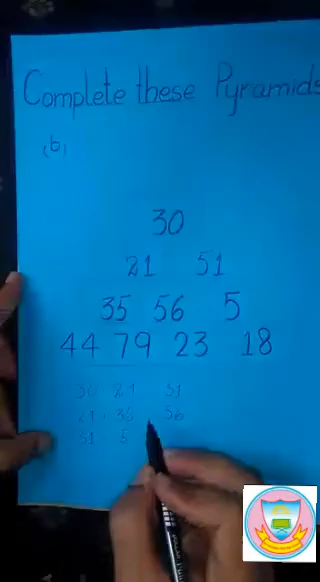 Complete these Pyramids
(b)
30
21 51
35 56 5
44 79 23 18
30 21 51
21 + 35 56
51 5